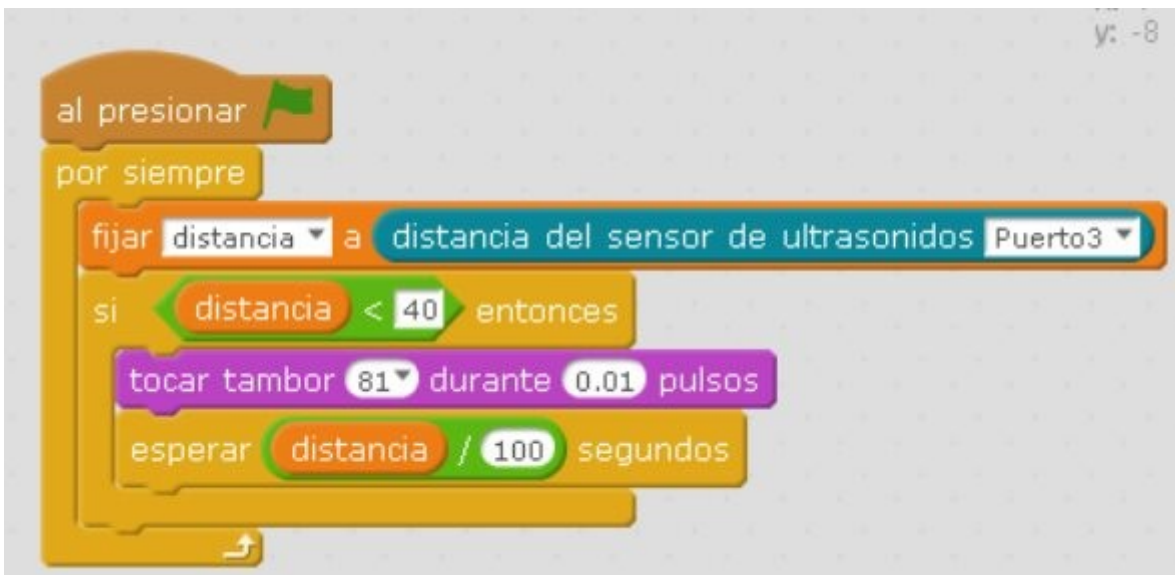 y: -8
al presionar
por siempre
fijar distancia a distancia del sensor de ultrasonidos Puerto3
si distancia < 40 entonces
tocar tambor 81 durante 0.01 pulsos
esperar distancia / 100 segundos